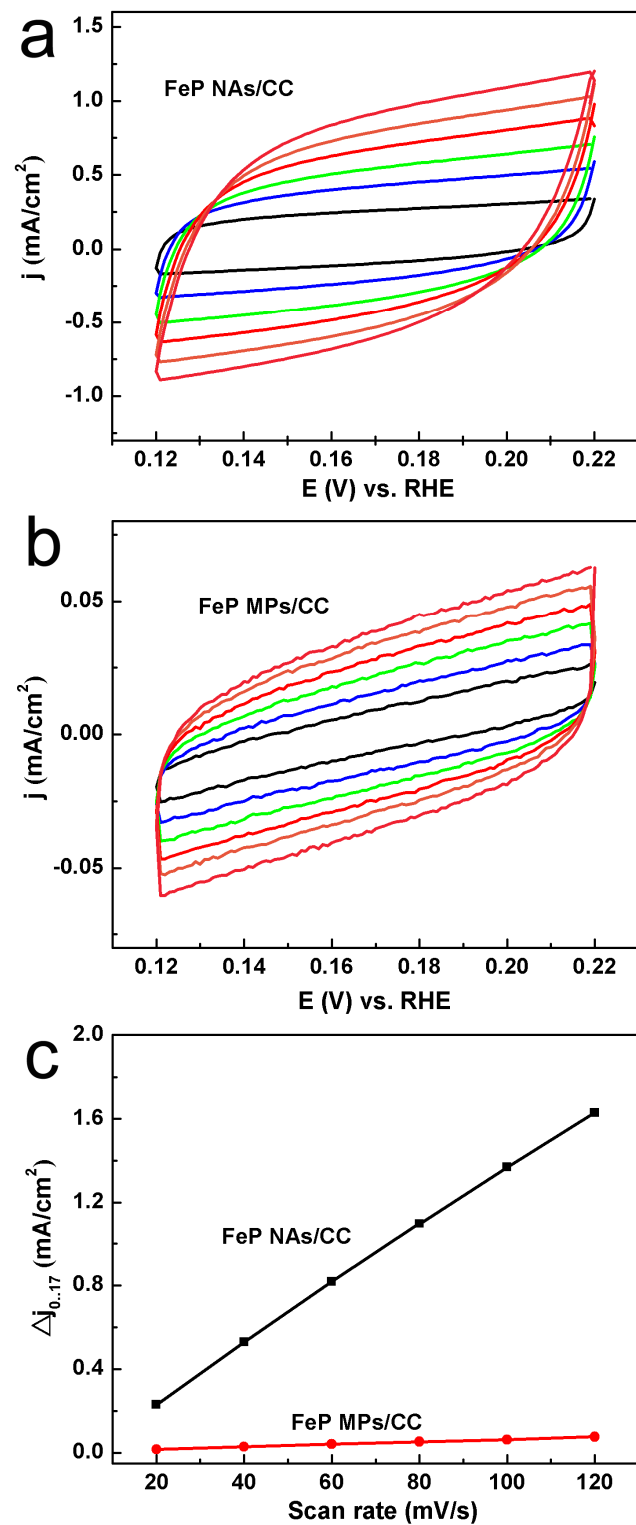 a
FeP NAs/CC
1.5
1.0
0.5
0.0
-0.5
-1.0
j (mA/cm²)
0.12 0.14 0.16 0.18 0.20 0.22
E (V) vs. RHE
b
FeP MPs/CC
0.05
0.00
-0.05
j (mA/cm²)
0.12 0.14 0.16 0.18 0.20 0.22
E (V) vs. RHE
c
2.0
1.6
1.2
0.8
0.4
0.0
△j0..17 (mA/cm²)
FeP NAs/CC
FeP MPs/CC
20 40 60 80 100 120
Scan rate (mV/s)